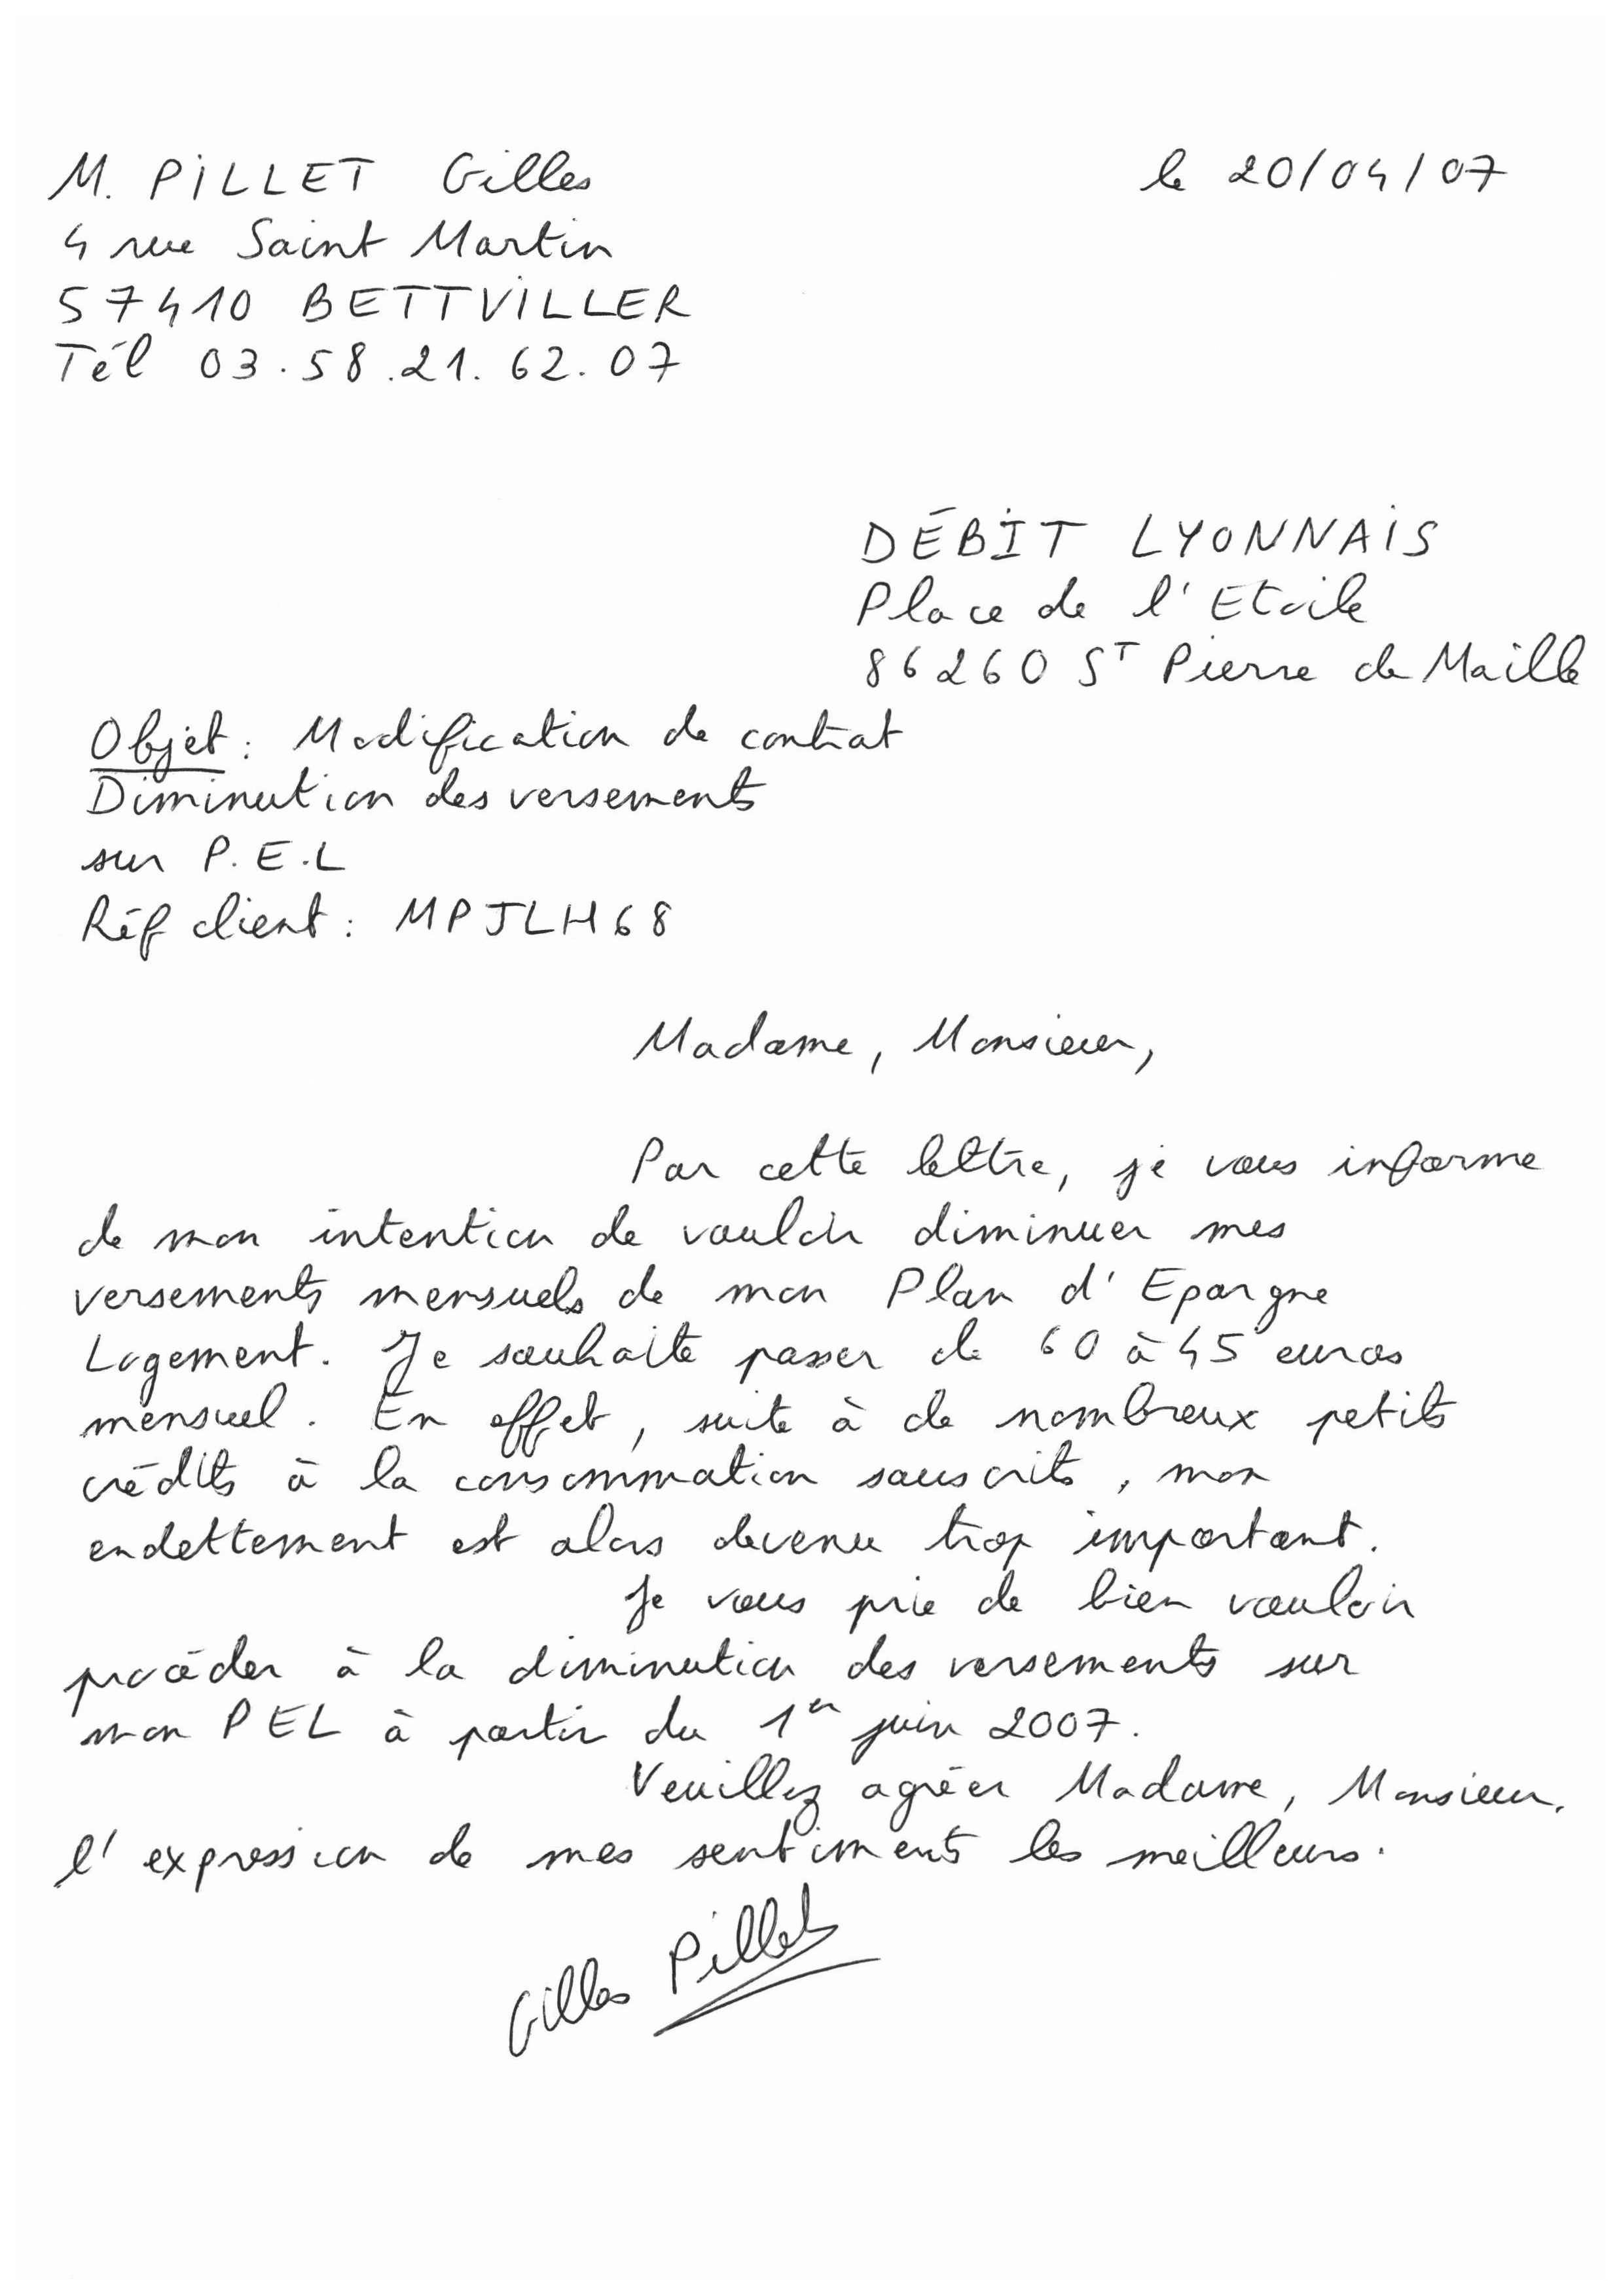 M. PILLET Gilles
le 20/04/07
4 rue Saint Martin
57410 BETTVILLER
Tél 03.58.21.62.07
DÉBIT LYONNAIS
Place de l'Etoile
86260 ST Pierre de Maille
Objet : Modification de contrat
Diminution des versements
sur P.E.L
Réf client : MPJLH68
Madame, Monsieur,
Par cette lettre, je vous informe
de mon intention de vouloir diminuer mes
versements mensuels de mon Plan d'Epargne
Logement. Je souhaite passer de 60 à 45 euros
mensuel. En effet, suite à de nombreux petits
crédits à la consommation souscrits, mon
endettement est alors devenu trop important.
Je vous prie de bien vouloir
procéder à la diminution des versements sur
mon PEL à partir du 1er juin 2007.
Veuillez agréer Madame, Monsieur,
l'expression de mes sentiments les meilleurs.
Gilles Pillet